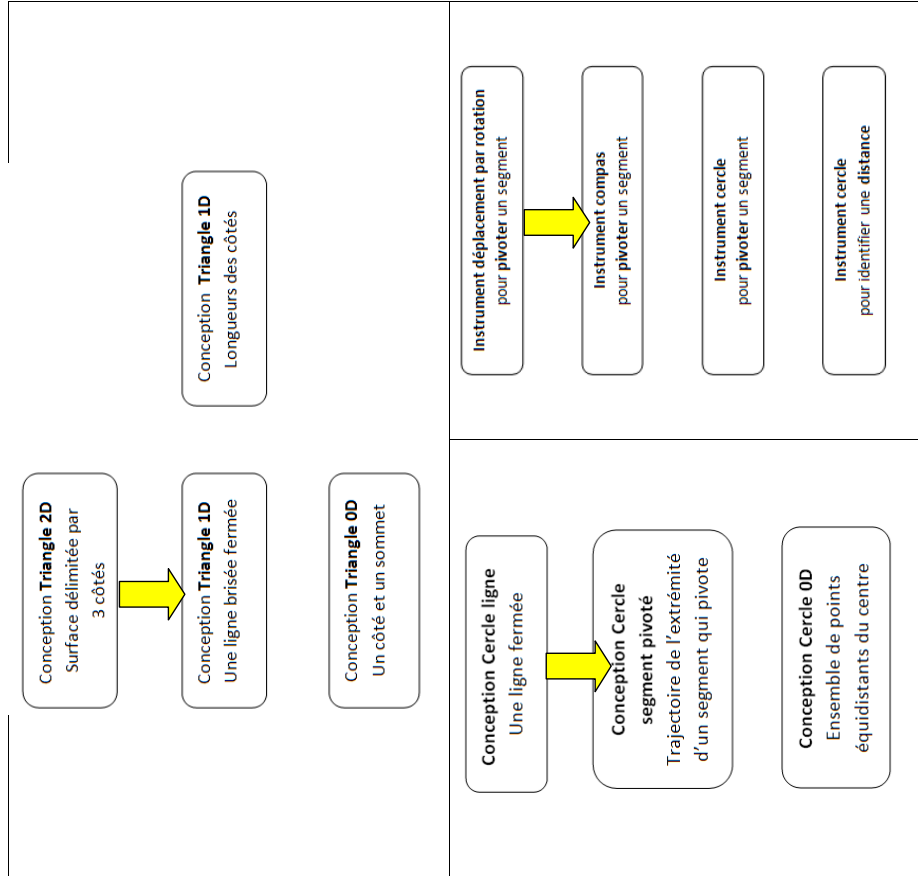 Conception Triangle 2D
Surface délimitée par
3 côtés
Conception Triangle 1D
Une ligne brisée fermée
Conception Triangle 0D
Un côté et un sommet
Conception Triangle 1D
Longueurs des côtés
Conception Cercle ligne
Une ligne fermée
Conception Cercle
segment pivoté
Trajectoire de l'extrémité
d'un segment qui pivote
Conception Cercle 0D
Ensemble de points
équidistants du centre
Instrument déplacement par rotation
pour pivoter un segment
Instrument compas
pour pivoter un segment
Instrument cercle
pour pivoter un segment
Instrument cercle
pour identifier une distance